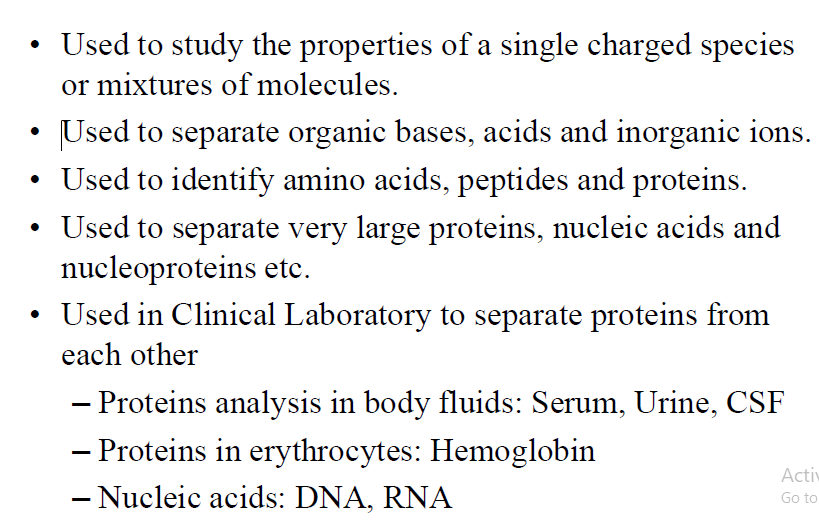 • Used to study the properties of a single charged species
or mixtures of molecules.
• Used to separate organic bases, acids and inorganic ions.
• Used to identify amino acids, peptides and proteins.
• Used to separate very large proteins, nucleic acids and
nucleoproteins etc.
• Used in Clinical Laboratory to separate proteins from
each other
– Proteins analysis in body fluids: Serum, Urine, CSF
– Proteins in erythrocytes: Hemoglobin
– Nucleic acids: DNA, RNA
Go to